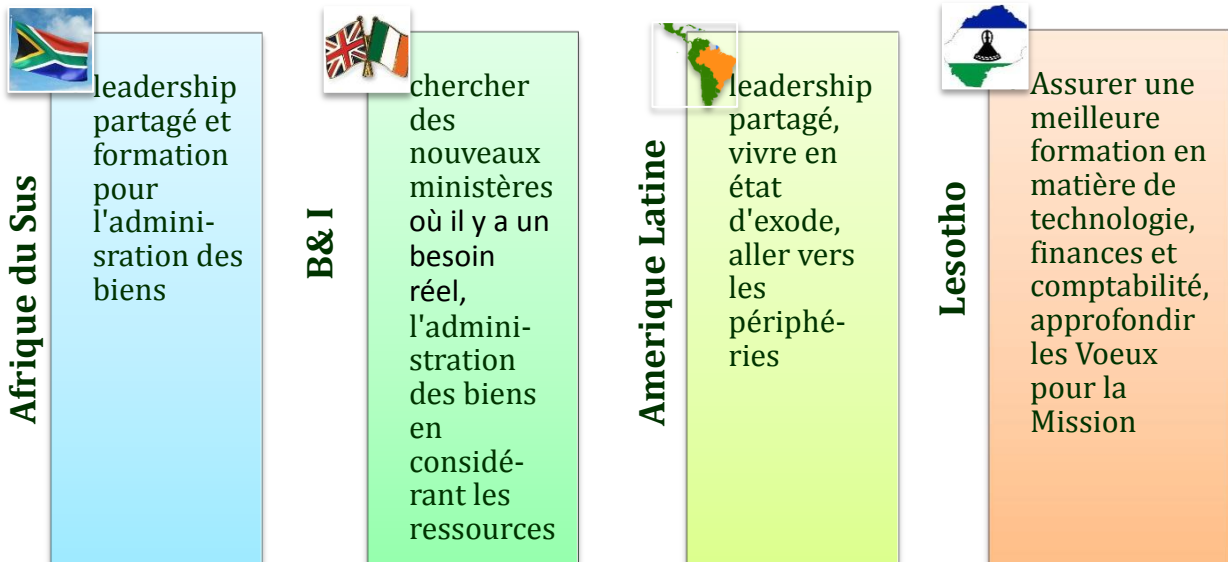 Afrique du Sus
leadership
partagé et
formation
pour
l'admini-
sration des
biens
B& I
chercher
des
nouveaux
ministères
où il y a un
besoin
réel,
l'admini-
stration
des biens
en
considé-
rant les
ressources
Amerique Latine
leadership
partagé,
vivre en
état
d'exode,
aller vers
les
périphé-
ries
Lesotho
Assurer une
meilleure
formation en
matière de
technologie,
finances et
comptabilité,
approfondir
les Voeux
pour la
Mission